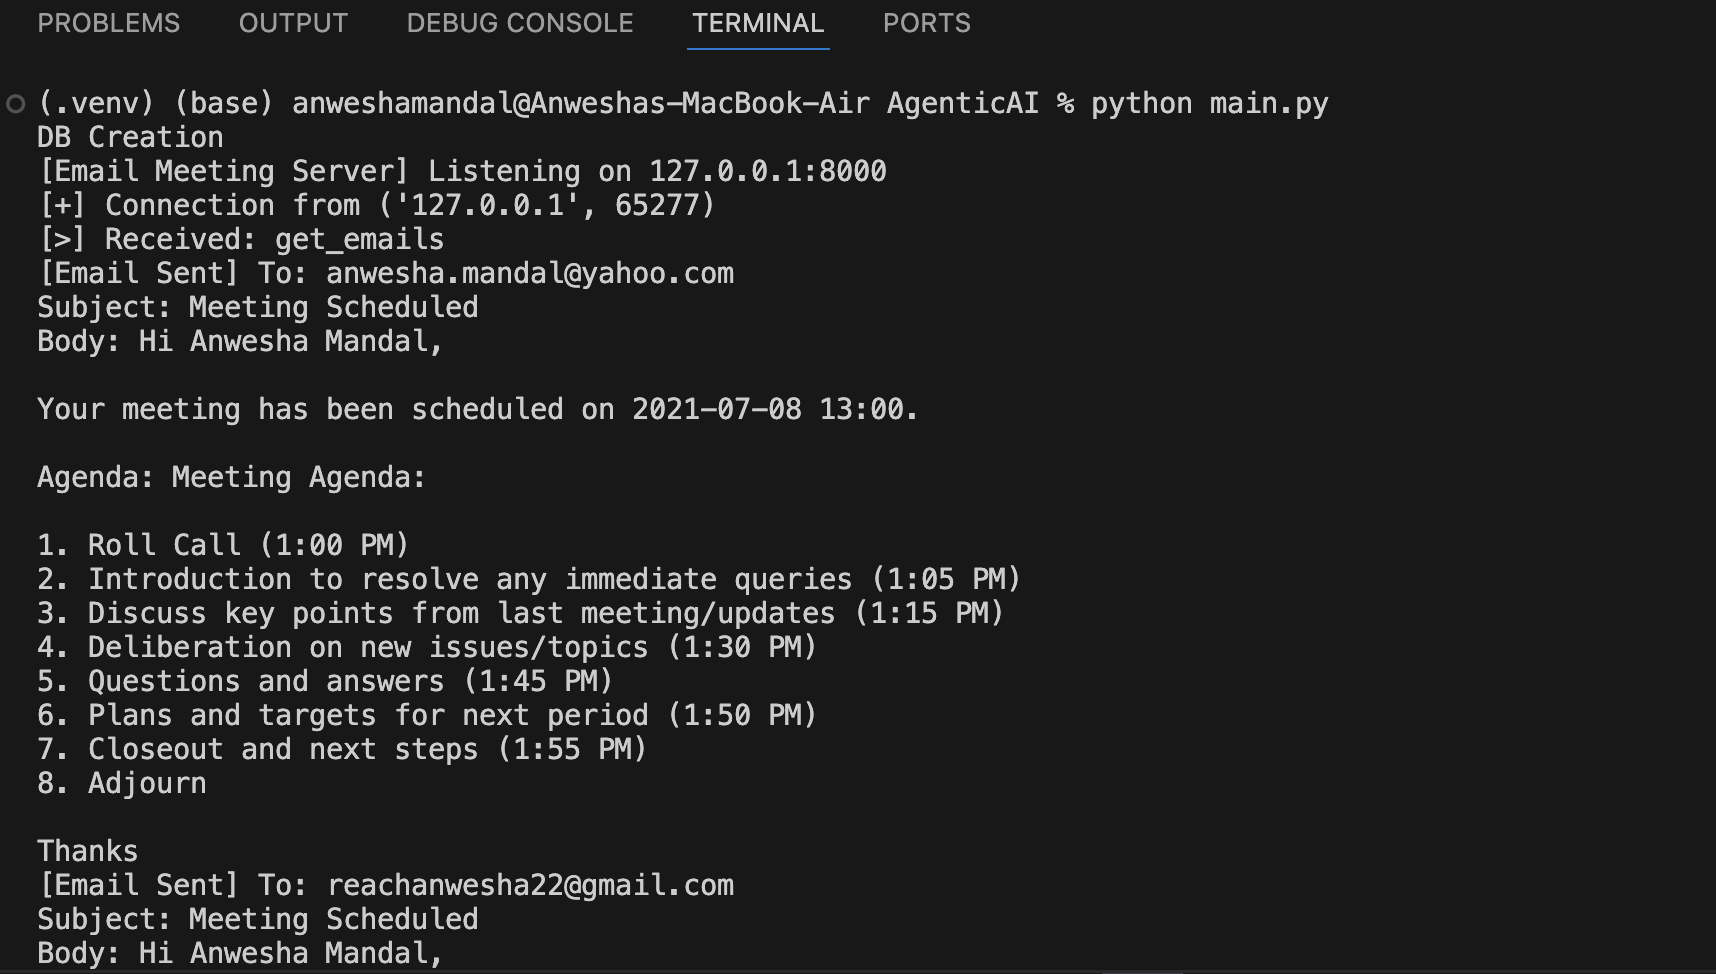 PROBLEMS OUTPUT DEBUG CONSOLE TERMINAL PORTS
(.venv) (base) anweshamandal@Anweshas-MacBook-Air AgenticAI % python main.py
DB Creation
[Email Meeting Server] Listening on 127.0.0.1:8000
[+] Connection from ('127.0.0.1', 65277)
[>] Received: get_emails
[Email Sent] To: anwesha.mandal@yahoo.com
Subject: Meeting Scheduled
Body: Hi Anwesha Mandal,
Your meeting has been scheduled on 2021-07-08 13:00.
Agenda: Meeting Agenda:
1. Roll Call (1:00 PM)
2. Introduction to resolve any immediate queries (1:05 PM)
3. Discuss key points from last meeting/updates (1:15 PM)
4. Deliberation on new issues/topics (1:30 PM)
5. Questions and answers (1:45 PM)
6. Plans and targets for next period (1:50 PM)
7. Closeout and next steps (1:55 PM)
8. Adjourn
Thanks
[Email Sent] To: reachanwesha22@gmail.com
Subject: Meeting Scheduled
Body: Hi Anwesha Mandal,